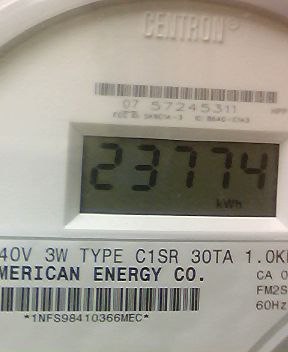 CENTRON®
07 57245311
23774
kWh
40V 3W TYPE C1SR 30TA 1.0K
MERICAN ENERGY CO.
CA 0
FM2S
60Hz
*1NFS98410366MEC*